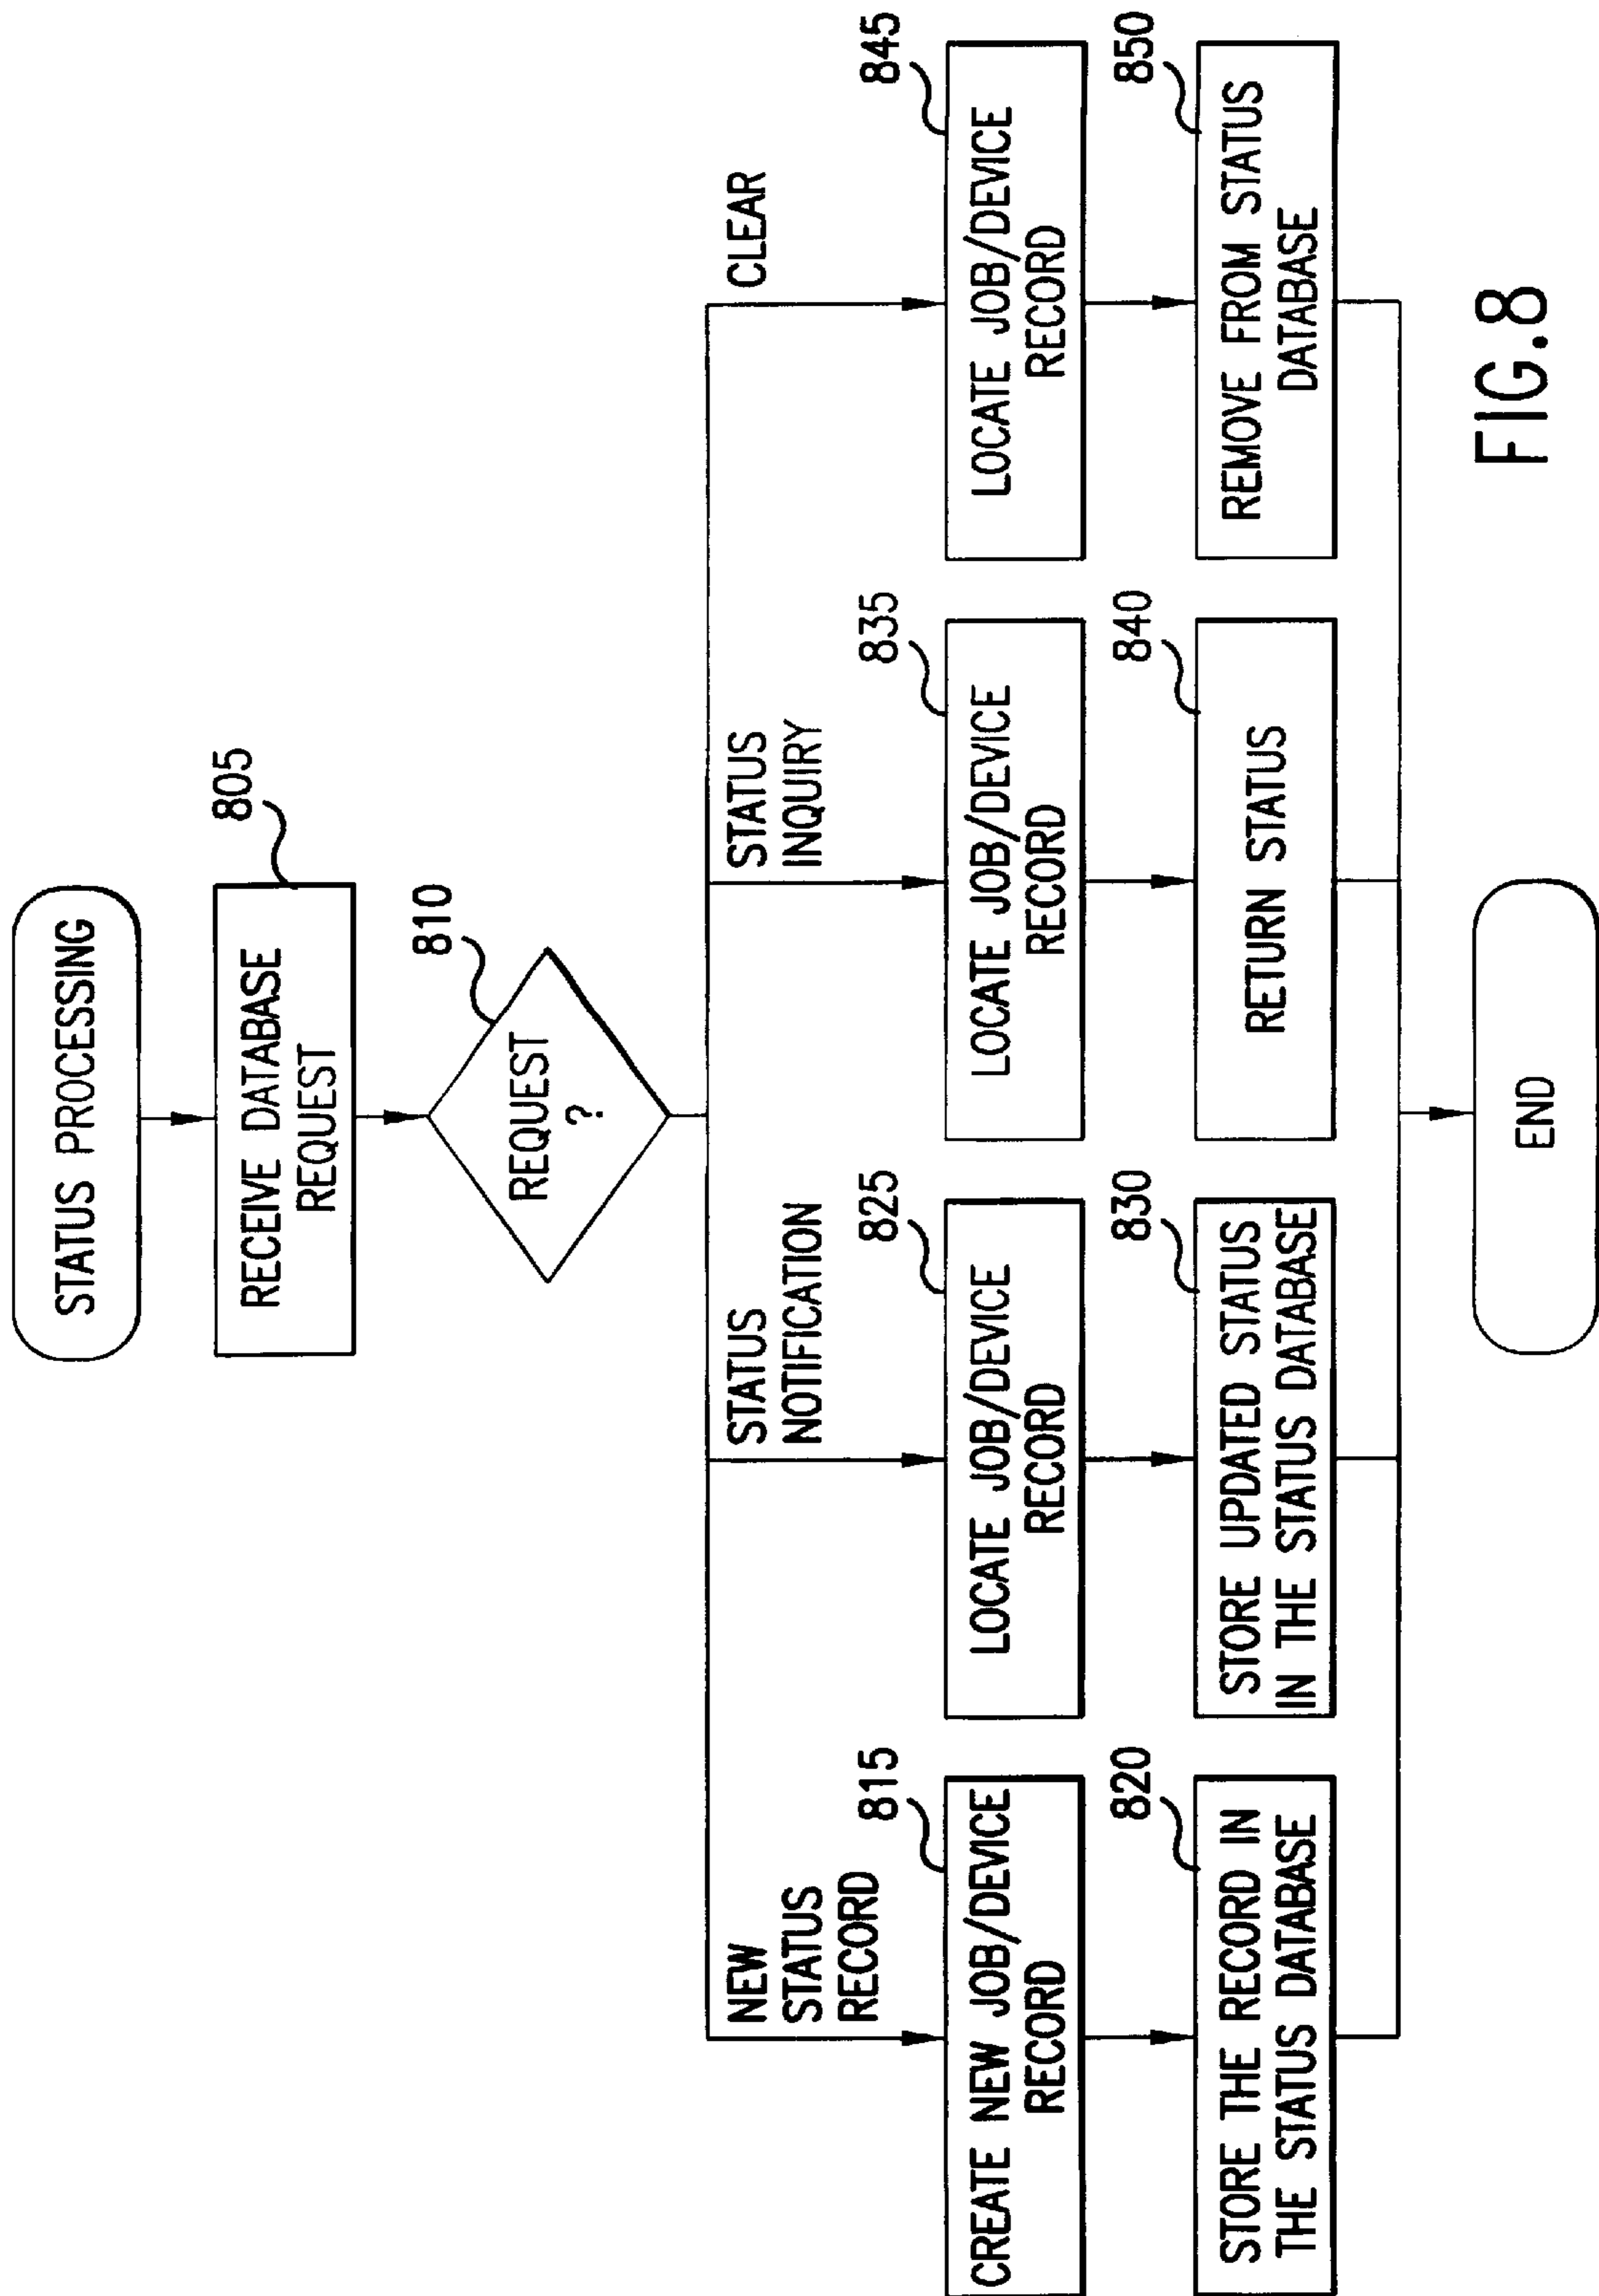 STATUS PROCESSING
805
RECEIVE DATABASE
REQUEST
810
REQUEST
?
NEW
STATUS
RECORD
STATUS
NOTIFICATION
STATUS
INQUIRY
CLEAR
815
CREATE NEW JOB/DEVICE
RECORD
825
LOCATE JOB/DEVICE
RECORD
835
LOCATE JOB/DEVICE
RECORD
845
LOCATE JOB/DEVICE
RECORD
820
STORE THE RECORD IN
THE STATUS DATABASE
830
STORE UPDATED STATUS
IN THE STATUS DATABASE
840
RETURN STATUS
850
REMOVE FROM STATUS
DATABASE
END
FIG.8